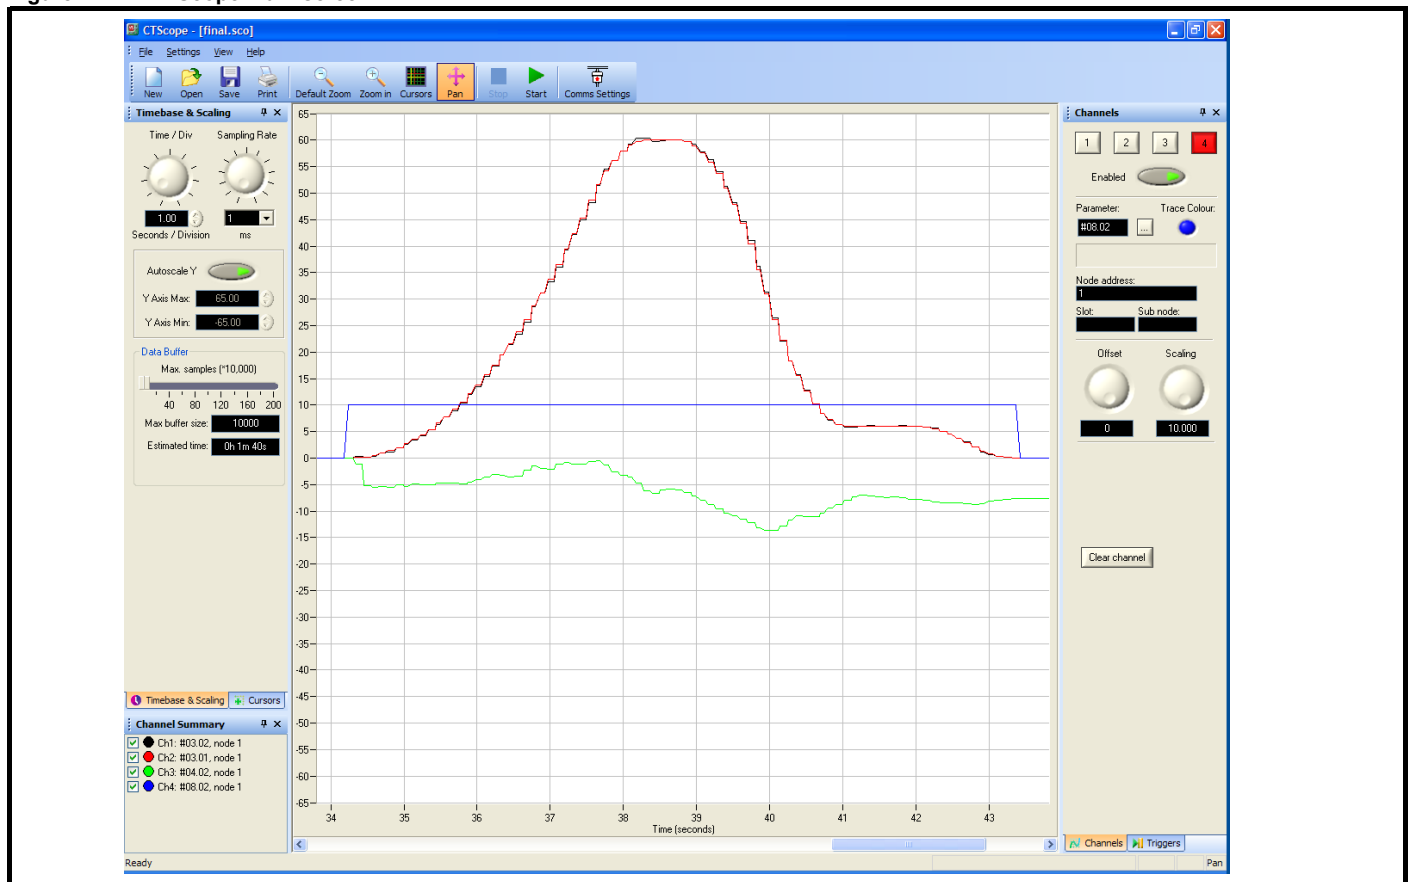 CTScope - [final.sco]
File Settings View Help
New Open Save Print Default Zoom Zoom in Cursors Pan Stop Start Comms Settings
Timebase & Scaling
Time / Div Sampling Rate
1.00 1
Seconds / Division ms
Autoscale Y
Y Axis Max: 65.00
Y Axis Min: -65.00
Data Buffer
Max. samples (*10,000)
40 80 120 160 200
Max buffer size: 10000
Estimated time: 0h 1m 40s
Timebase & Scaling Cursors
Channel Summary
Ch1: #03.02, node 1
Ch2: #03.01, node 1
Ch3: #04.02, node 1
Ch4: #08.02, node 1
65
60
55
50
45
40
35
30
25
20
15
10
5
0
-5
-10
-15
-20
-25
-30
-35
-40
-45
-50
-55
-60
-65
34 35 36 37 38 39 40 41 42 43
Time (seconds)
Channels
1 2 3 4
Enabled
Parameter: Trace Colour:
#08.02 ...
Node address:
1
Slot: Sub node:
Offset Scaling
0 10.000
Clear channel
Channels Triggers
Ready Pan